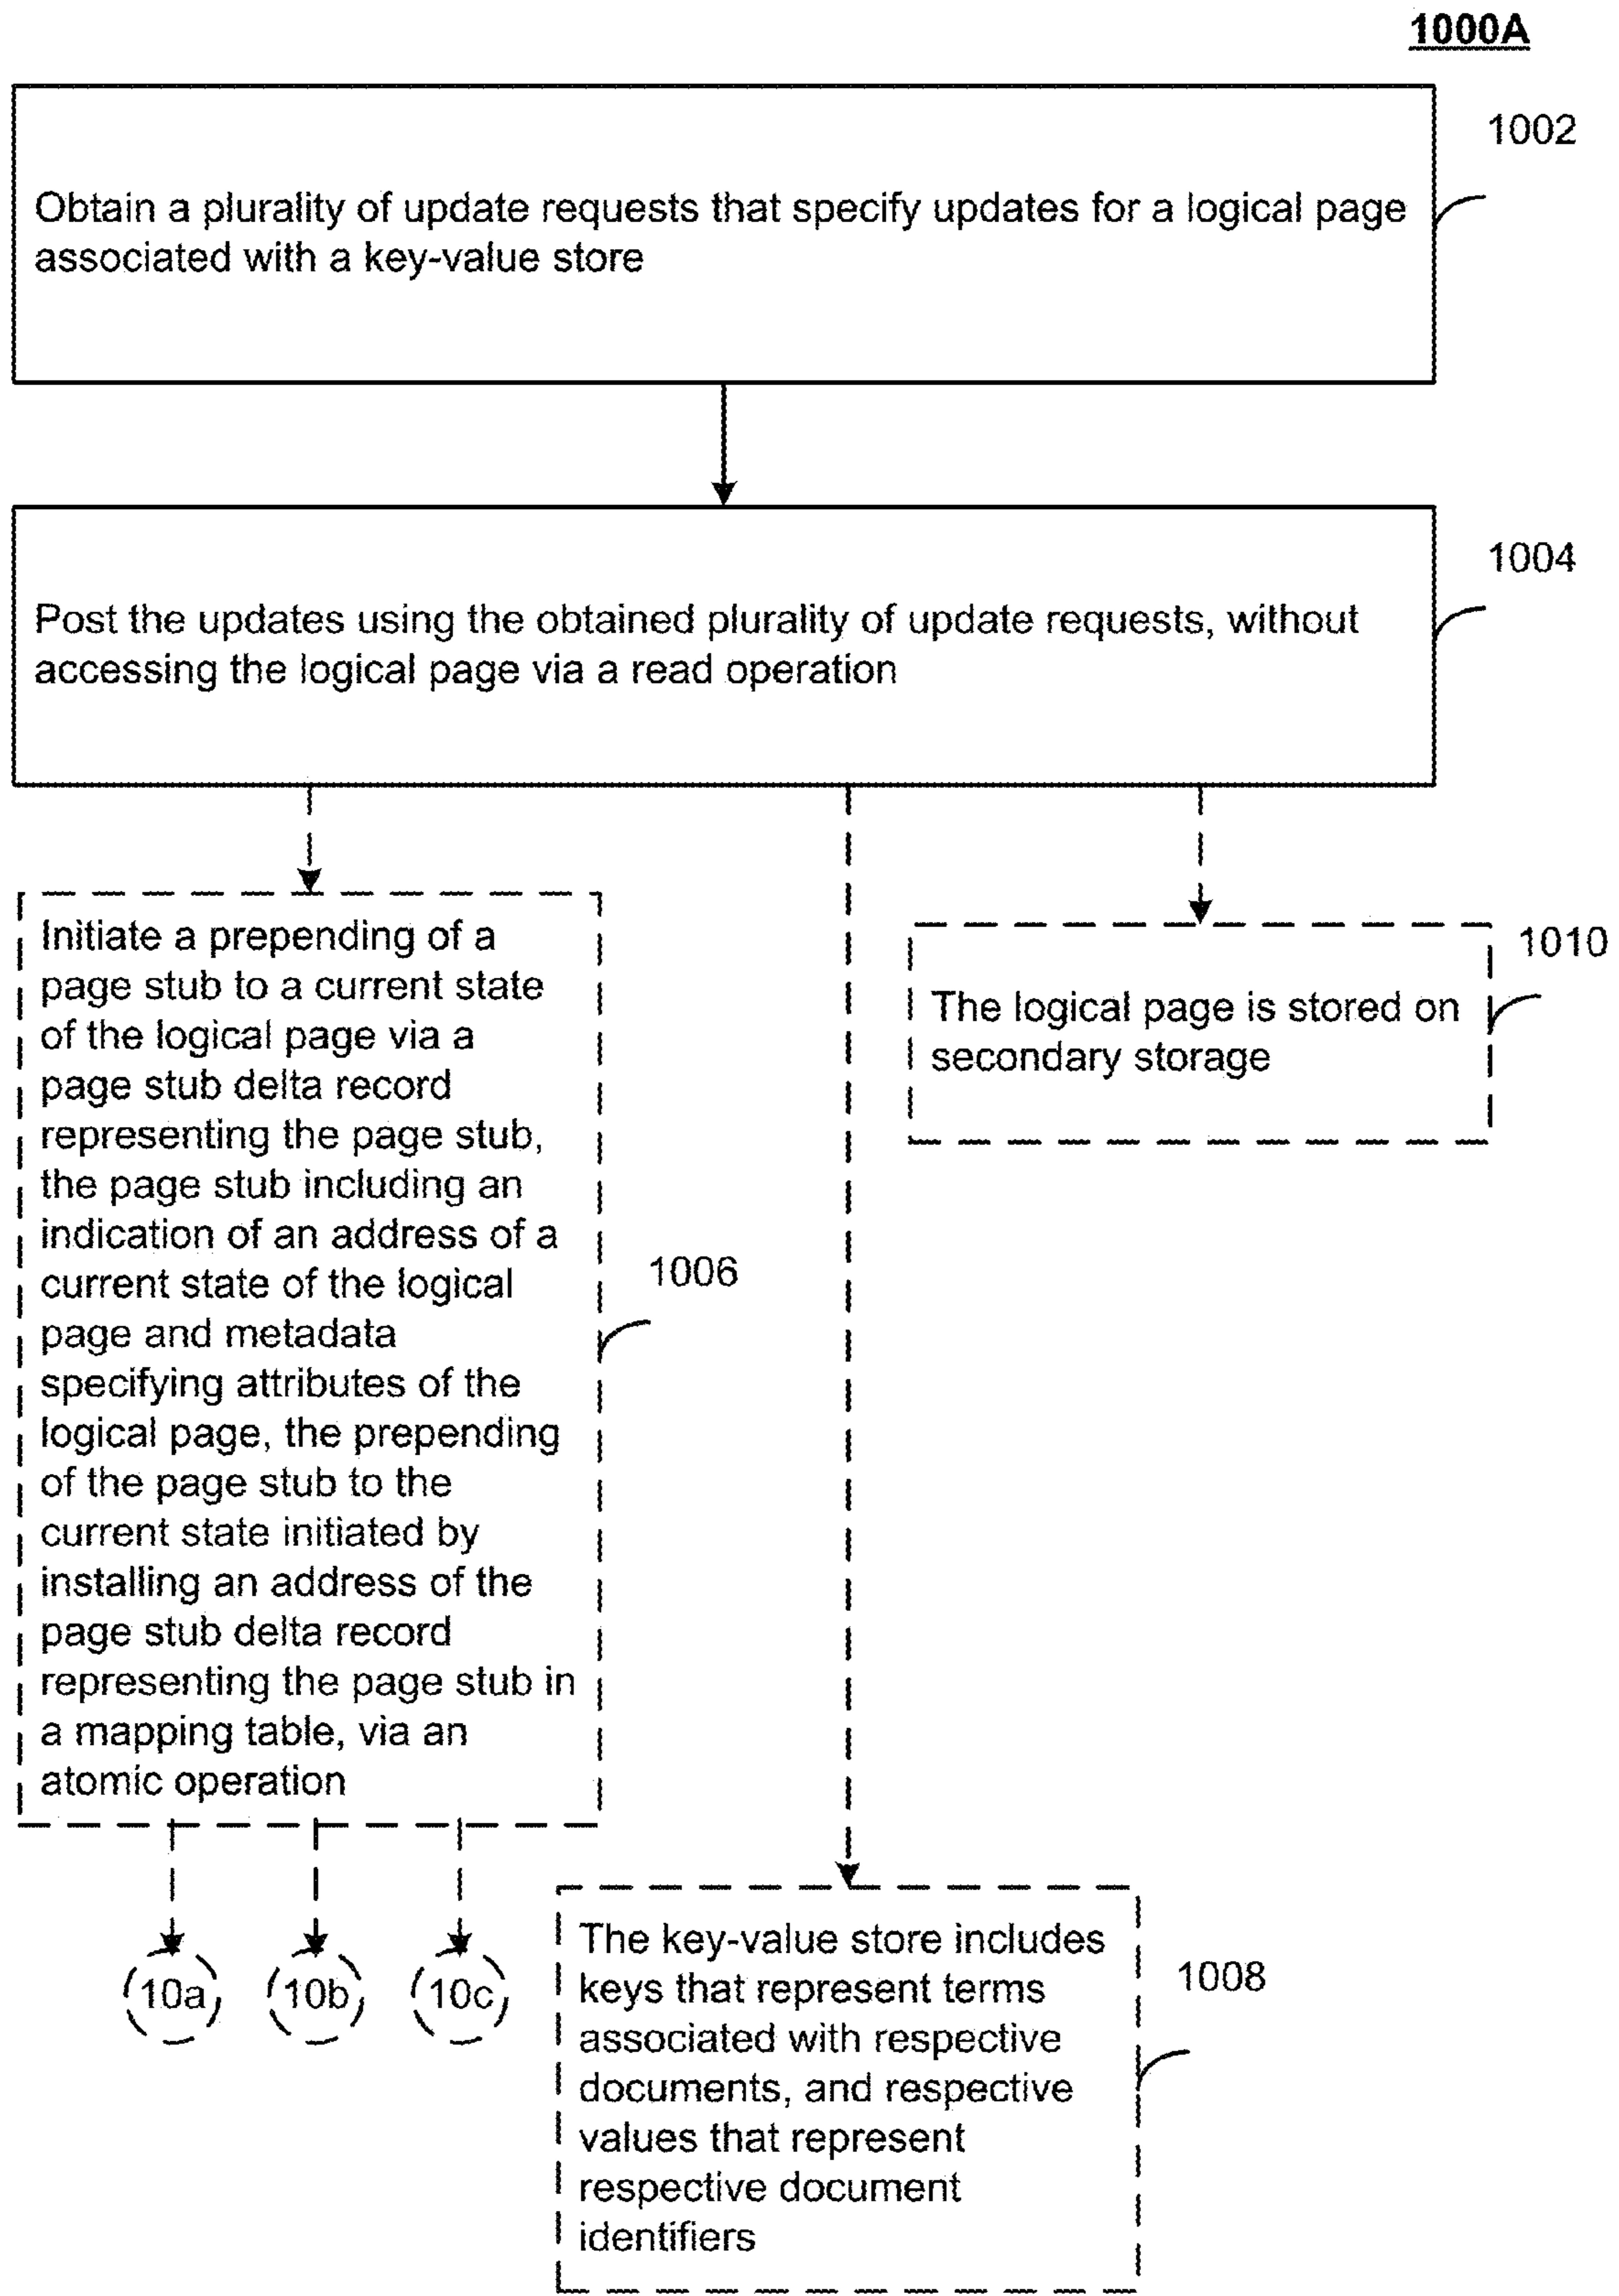 1000A
1002
Obtain a plurality of update requests that specify updates for a logical page
associated with a key-value store
1004
Post the updates using the obtained plurality of update requests, without
accessing the logical page via a read operation
Initiate a prepending of a
page stub to a current state
of the logical page via a
page stub delta record
representing the page stub,
the page stub including an
indication of an address of a
current state of the logical
page and metadata
specifying attributes of the
logical page, the prepending
of the page stub to the
current state initiated by
installing an address of the
page stub delta record
representing the page stub in
a mapping table, via an
atomic operation
1006
1010
The logical page is stored on
secondary storage
10a
10b
10c
The key-value store includes
keys that represent terms
associated with respective
documents, and respective
values that represent
respective document
identifiers
1008